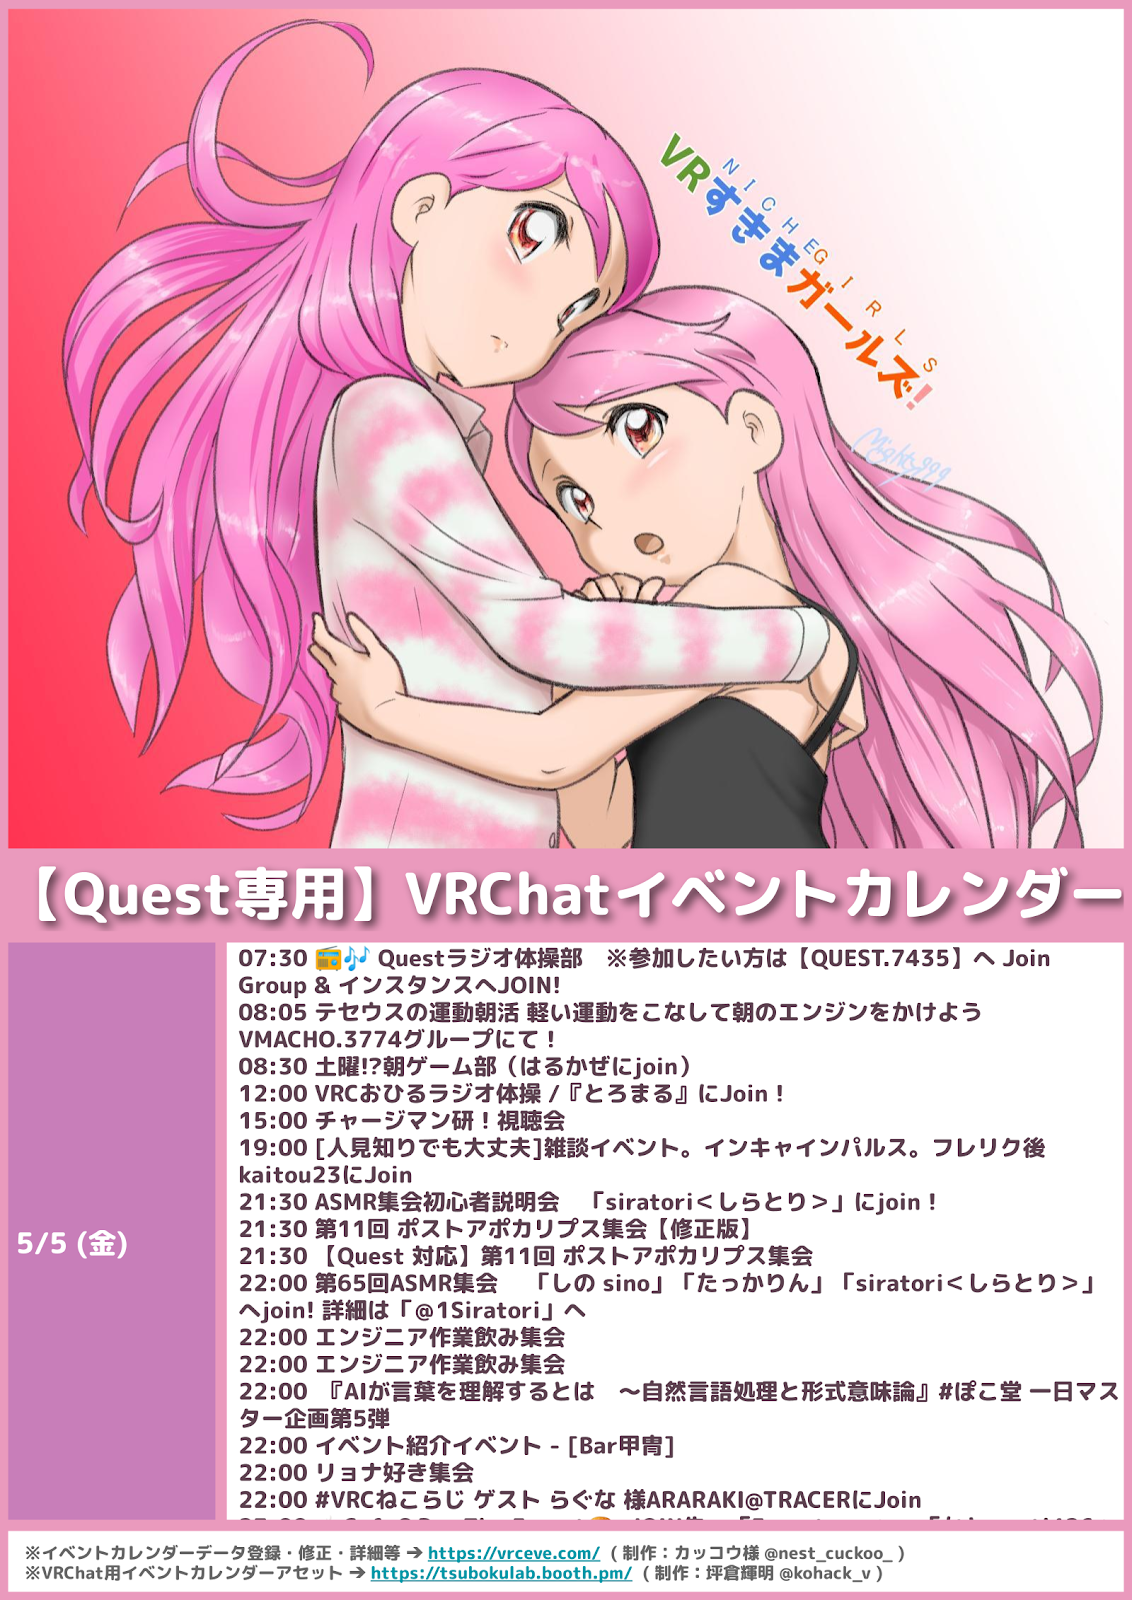 VRすきまガールズ!
NICHE GIRLS
Mighty999
【Quest専用】VRChatイベントカレンダー
5/5 (金)
07:30 📻🎶 Questラジオ体操部　※参加したい方は【QUEST.7435】へ Join
Group & インスタンスへJOIN!
08:05 テセウスの運動朝活 軽い運動をこなして朝のエンジンをかけよう
VMACHO.3774グループにて！
08:30 土曜!?朝ゲーム部（はるかぜにjoin）
12:00 VRCおひるラジオ体操 /『とろまる』にJoin！
15:00 チャージマン研！視聴会
19:00 [人見知りでも大丈夫]雑談イベント。インキャインパルス。フレリク後
kaitou23にJoin
21:30 ASMR集会初心者説明会　「siratori＜しらとり＞」にjoin！
21:30 第11回 ポストアポカリプス集会【修正版】
21:30 【Quest 対応】第11回 ポストアポカリプス集会
22:00 第65回ASMR集会　「しの sino」「たっかりん」「siratori＜しらとり＞」
へjoin! 詳細は「@1Siratori」へ
22:00 エンジニア作業飲み集会
22:00 エンジニア作業飲み集会
22:00 『AIが言葉を理解するとは　～自然言語処理と形式意味論』#ぽこ堂 一日マス
ター企画第5弾
22:00 イベント紹介イベント - [Bar甲冑]
22:00 リョナ好き集会
22:00 #VRCねこらじ ゲスト らぐな 様ARARAKI@TRACERにJoin
※イベントカレンダーデータ登録・修正・詳細等 → https://vrceve.com/ ( 制作：カッコウ様 @nest_cuckoo_ )
※VRChat用イベントカレンダーアセット → https://tsubokulab.booth.pm/ ( 制作：坪倉輝明 @kohack_v )